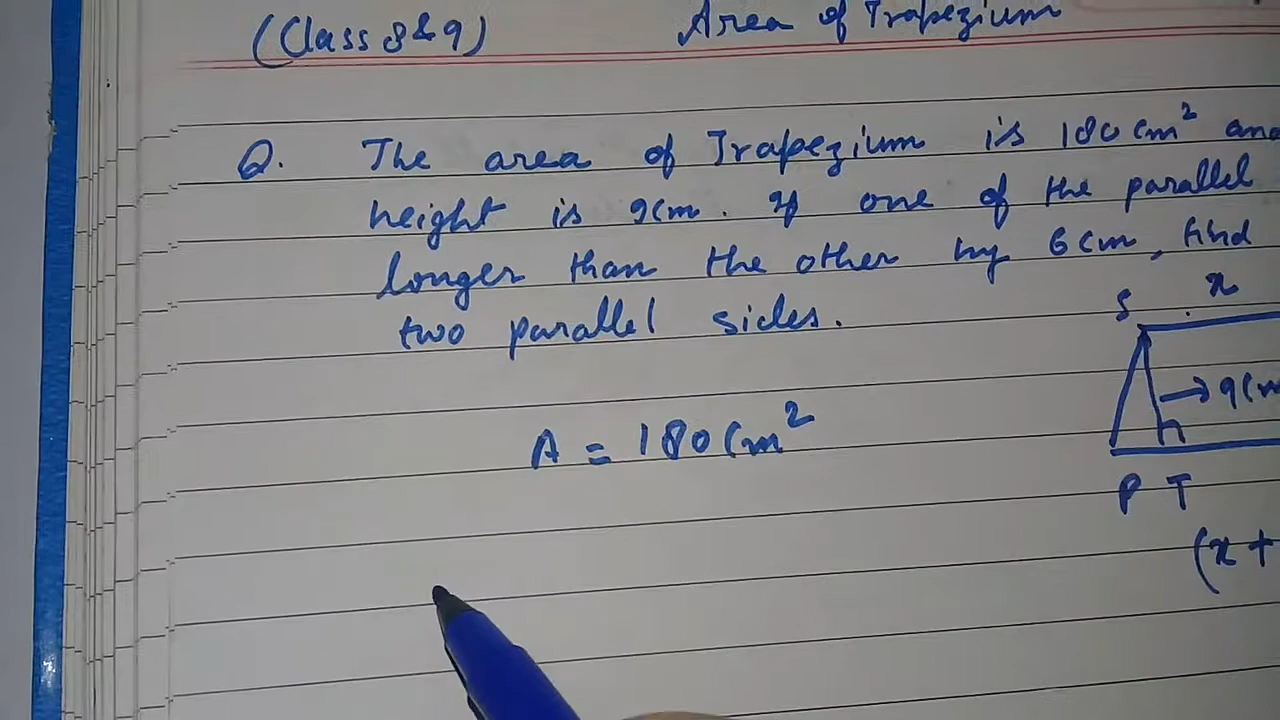 (Class 8 & 9) Area of Trapezium
Q. The area of Trapezium is 180 cm² and
height is 9cm. If one of the parallel
longer than the other by 6cm, find
two parallel sides.
x
S
A = 180 Cm²
→ 9cm
P T
(x +